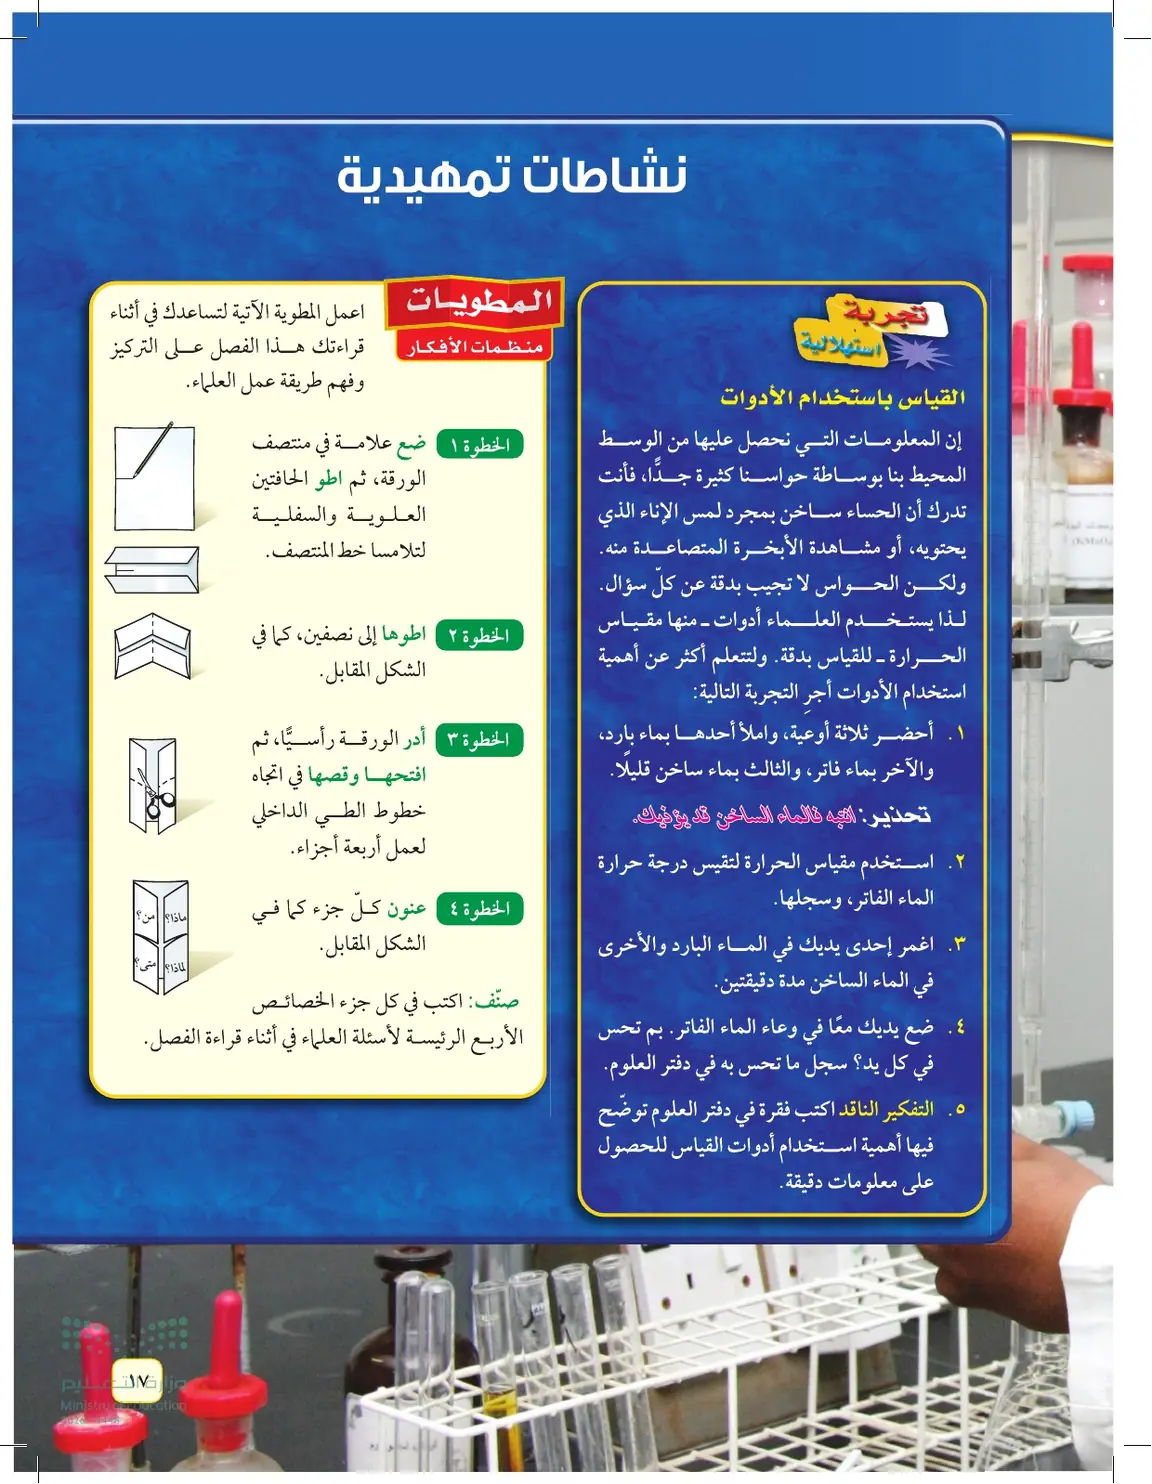 نشاطات تمهيدية
تجربة
استهلالية
القياس باستخدام الأدوات
إن المعلومات التي نحصل عليها من الوسط
المحيط بنا بوساطة حواسنا كثيرة جدًّا، فأنت
تدرك أن الحساء ساخن بمجرد لمس الإناء الذي
يحتويه، أو مشاهدة الأبخرة المتصاعدة منه.
ولكن الحواس لا تجيب بدقة عن كلّ سؤال.
لذا يستخدم العلماء أدوات - منها مقياس
الحرارة - للقياس بدقة. ولتتعلم أكثر عن أهمية
استخدام الأدوات أجرِ التجربة التالية:
١. أحضر ثلاثة أوعية، واملأ أحدها بماء بارد،
والآخر بماء فاتر، والثالث بماء ساخن قليلًا.
تحذير: انتبه فالماء الساخن قد يؤذيك.
٢. استخدم مقياس الحرارة لتقيس درجة حرارة
الماء الفاتر، وسجلها.
٣. اغمر إحدى يديك في الماء البارد والأخرى
في الماء الساخن مدة دقيقتين.
٤. ضع يديك معًا في وعاء الماء الفاتر. بم تحس
في كل يد؟ سجل ما تحس به في دفتر العلوم.
٥. التفكير الناقد اكتب فقرة في دفتر العلوم توضّح
فيها أهمية استخدام أدوات القياس للحصول
على معلومات دقيقة.
المطويات
منظمات الأفكار
اعمل المطوية الآتية لتساعدك في أثناء
قراءتك هذا الفصل على التركيز
وفهم طريقة عمل العلماء.
الخطوة ١ ضع علامة في منتصف
الورقة، ثم اطو الحافتين
العلوية والسفلية
لتلامسا خط المنتصف.
الخطوة ٢ اطوها إلى نصفين، كما في
الشكل المقابل.
الخطوة ٣ أدر الورقة رأسيًّا، ثم
افتحها وقصها في اتجاه
خطوط الطي الداخلي
لعمل أربعة أجزاء.
الخطوة ٤ عنون كلّ جزء كما في
الشكل المقابل.
ماذا؟ من؟
لماذا؟ متى؟
صنّف: اكتب في كل جزء الخصائص
الأربع الرئيسة لأسئلة العلماء في أثناء قراءة الفصل.
وزارة التعليم
Ministry of Education
١٧